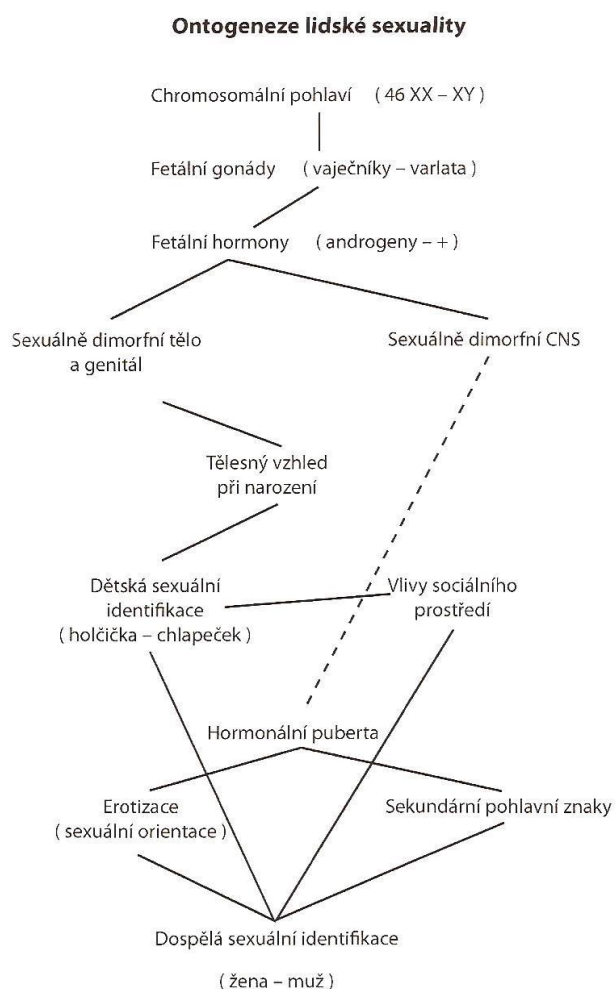 Ontogeneze lidské sexuality
Chromosomální pohlaví ( 46 XX – XY )
Fetální gonády ( vaječníky – varlata )
Fetální hormony ( androgeny – + )
Sexuálně dimorfní tělo
a genitál
Sexuálně dimorfní CNS
Tělesný vzhled
při narození
Dětská sexuální
identifikace
( holčička – chlapeček )
Vlivy sociálního
prostředí
Hormonální puberta
Erotizace
( sexuální orientace )
Sekundární pohlavní znaky
Dospělá sexuální identifikace
( žena – muž )